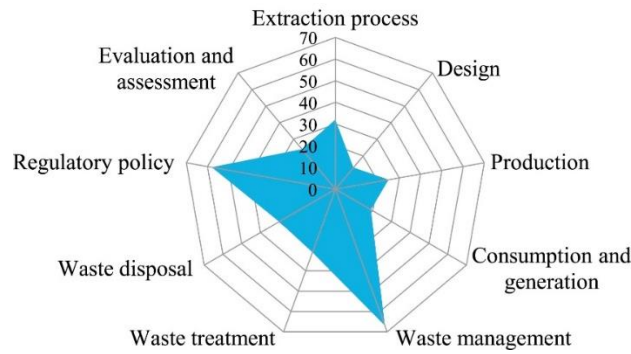 Extraction process
Evaluation and
assessment
Design
70
60
50
40
30
20
10
0
Regulatory policy
Production
Waste disposal
Consumption and
generation
Waste treatment
Waste management